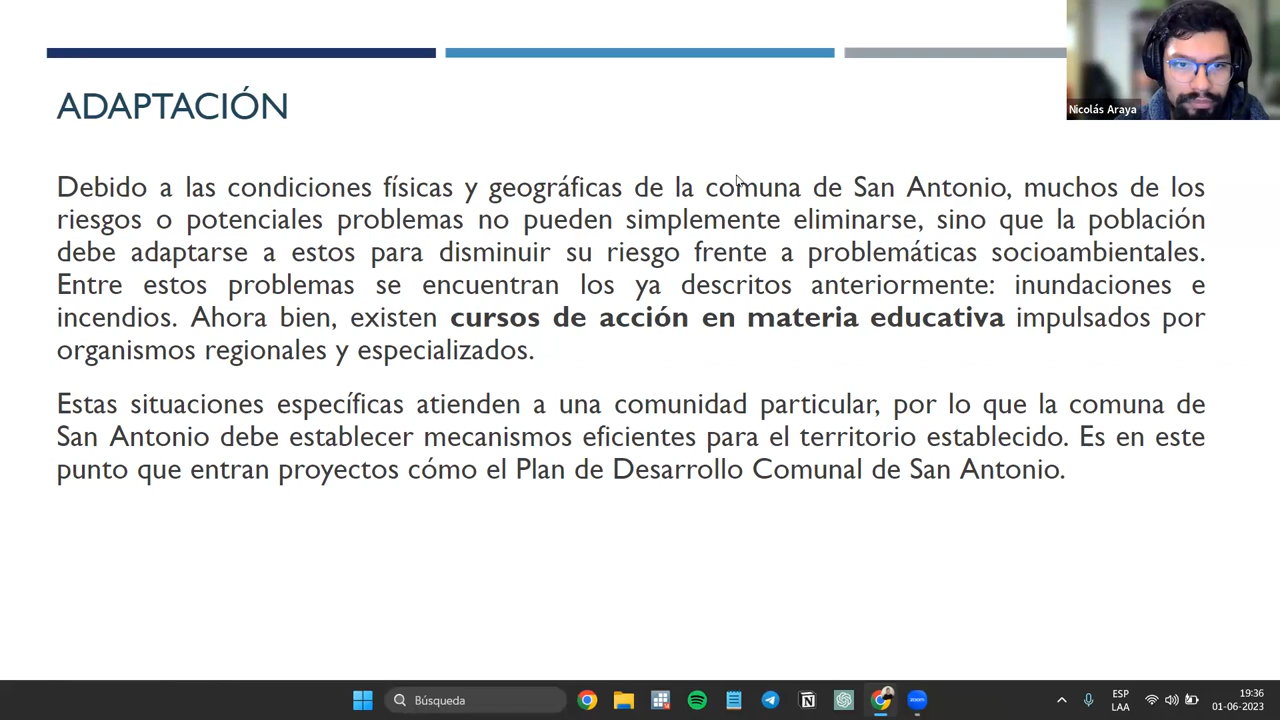 Nicolás Araya
ADAPTACIÓN
Debido a las condiciones físicas y geográficas de la comuna de San Antonio, muchos de los
riesgos o potenciales problemas no pueden simplemente eliminarse, sino que la población
debe adaptarse a estos para disminuir su riesgo frente a problemáticas socioambientales.
Entre estos problemas se encuentran los ya descritos anteriormente: inundaciones e
incendios. Ahora bien, existen cursos de acción en materia educativa impulsados por
organismos regionales y especializados.
Estas situaciones específicas atienden a una comunidad particular, por lo que la comuna de
San Antonio debe establecer mecanismos eficientes para el territorio establecido. Es en este
punto que entran proyectos cómo el Plan de Desarrollo Comunal de San Antonio.
Búsqueda
zoom
ESP
LAA
19:36
01-06-2023